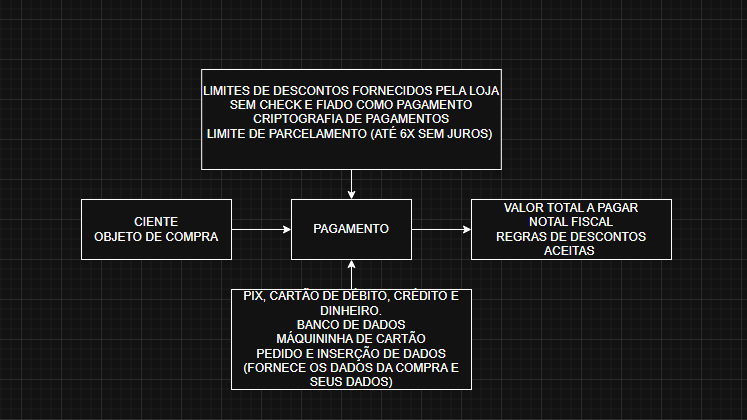 LIMITES DE DESCONTOS FORNECIDOS PELA LOJA
SEM CHECK E FIADO COMO PAGAMENTO
CRIPTOGRAFIA DE PAGAMENTOS
LIMITE DE PARCELAMENTO (ATÉ 6X SEM JUROS)
CIENTE
OBJETO DE COMPRA
PAGAMENTO
VALOR TOTAL A PAGAR
NOTAL FISCAL
REGRAS DE DESCONTOS
ACEITAS
PIX, CARTÃO DE DÉBITO, CRÉDITO E
DINHEIRO.
BANCO DE DADOS
MÁQUININHA DE CARTÃO
PEDIDO E INSERÇÃO DE DADOS
(FORNECE OS DADOS DA COMPRA E
SEUS DADOS)